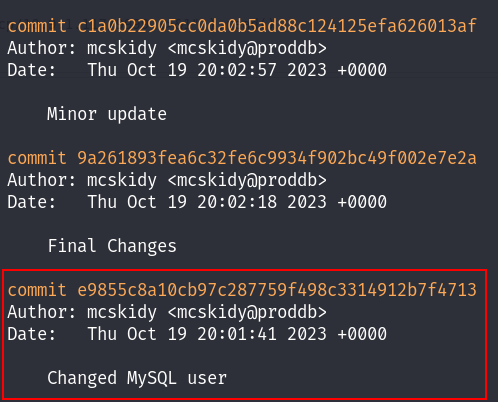 commit c1a0b22905cc0da0b5ad88c124125efa626013af
Author: mcskidy <mcskidy@proddb>
Date:   Thu Oct 19 20:02:57 2023 +0000
Minor update
commit 9a261893fea6c32fe6c9934f902bc49f002e7e2a
Author: mcskidy <mcskidy@proddb>
Date:   Thu Oct 19 20:02:18 2023 +0000
Final Changes
commit e9855c8a10cb97c287759f498c3314912b7f4713
Author: mcskidy <mcskidy@proddb>
Date:   Thu Oct 19 20:01:41 2023 +0000
Changed MySQL user